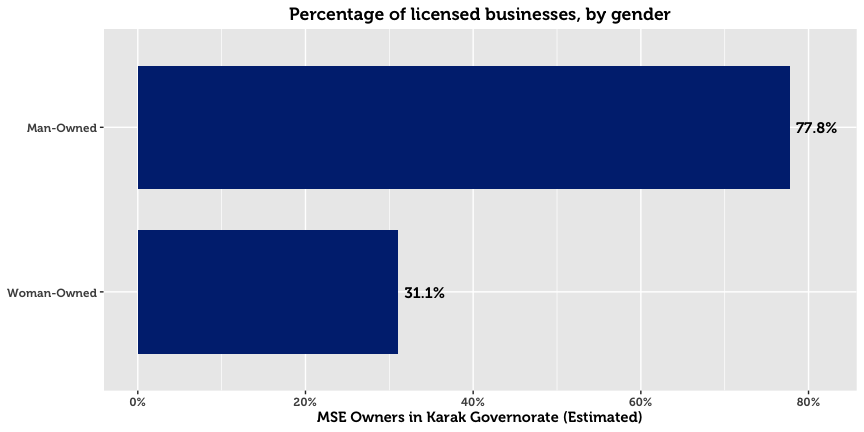 Percentage of licensed businesses, by gender
Man-Owned
77.8%
Woman-Owned
31.1%
0%
20%
40%
60%
80%
MSE Owners in Karak Governorate (Estimated)